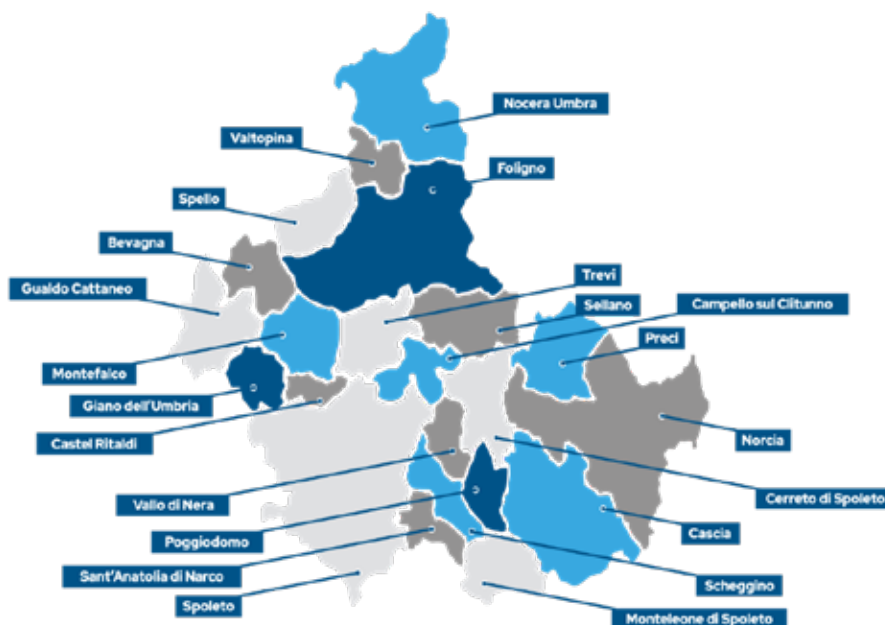 Nocera Umbra
Valtopina
Foligno
Spello
Bevagna
Trevi
Gualdo Cattaneo
Sellano
Campello sul Clitunno
Preci
Montefalco
Giano dell'Umbria
Castel Ritaldi
Norcia
Vallo di Nera
Cerreto di Spoleto
Cascia
Poggiodomo
Sant'Anatolia di Narco
Scheggino
Spoleto
Monteleone di Spoleto